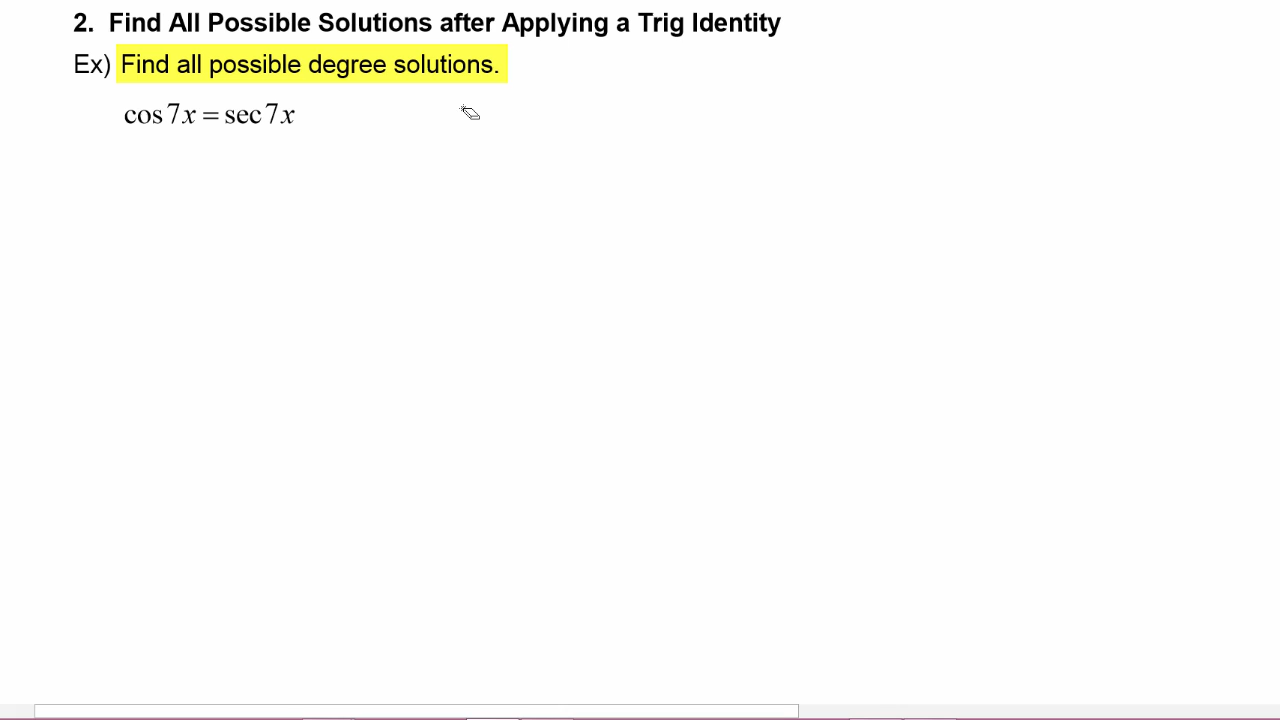 2. Find All Possible Solutions after Applying a Trig Identity
Ex) Find all possible degree solutions.
cos 7x = sec 7x